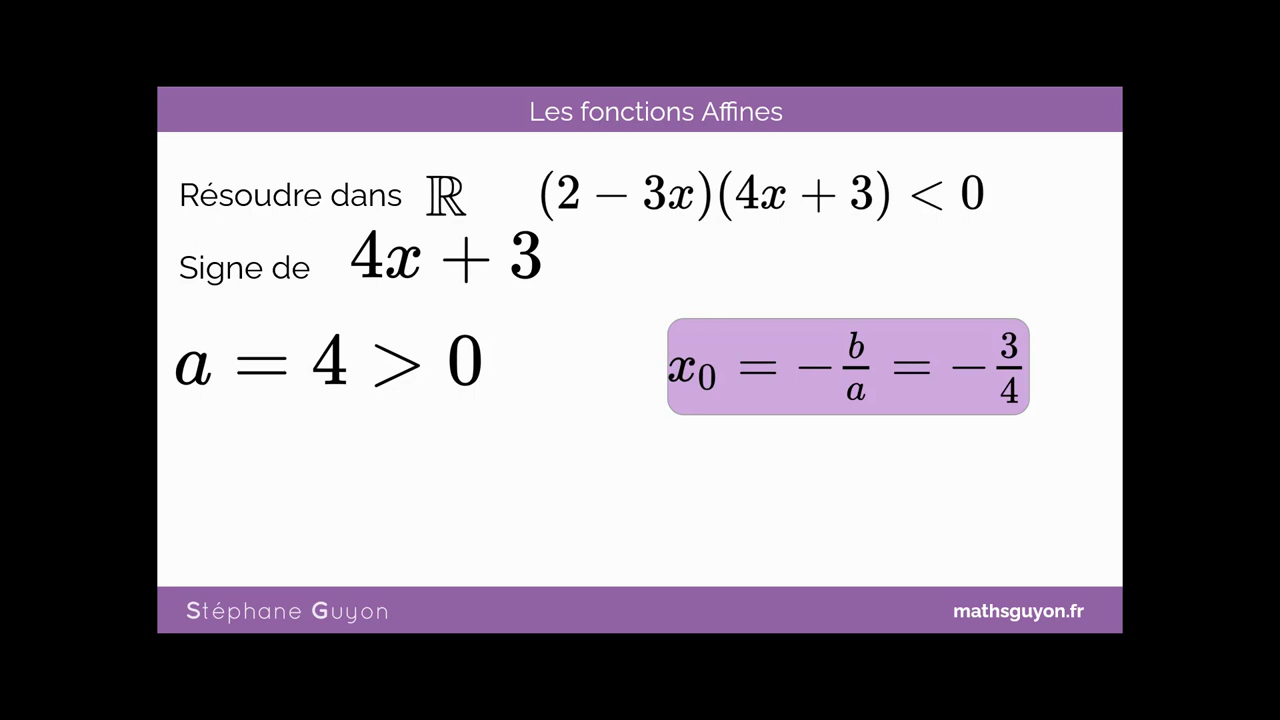 Les fonctions Affines
Résoudre dans ℝ (2 − 3x)(4x + 3) < 0
Signe de 4x + 3
a = 4 > 0
x₀ = −b/a = −3/4
Stéphane Guyon
mathsguyon.fr